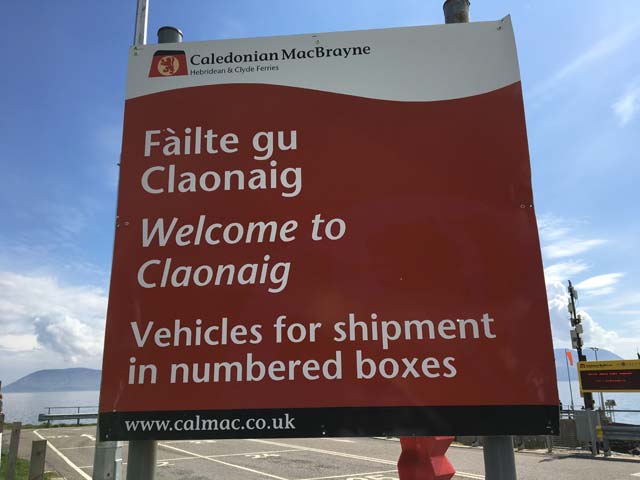 Caledonian MacBrayne
Hebridean & Clyde Ferries
Fàilte gu
Claonaig
Welcome to
Claonaig
Vehicles for shipment
in numbered boxes
www.calmac.co.uk